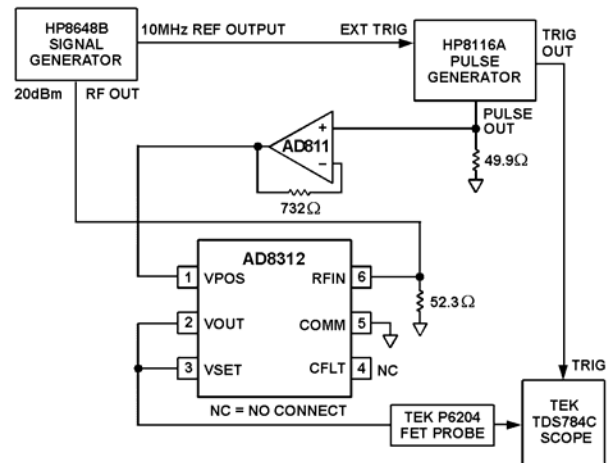 HP8648B
SIGNAL
GENERATOR
10MHz REF OUTPUT
EXT TRIG
HP8116A
PULSE
GENERATOR
TRIG
OUT
20dBm
RF OUT
PULSE
OUT
+
AD811
−
49.9Ω
732Ω
AD8312
1 VPOS
RFIN 6
52.3Ω
2 VOUT
COMM 5
3 VSET
CFLT 4 NC
TRIG
NC = NO CONNECT
TEK P6204
FET PROBE
TEK
TDS784C
SCOPE